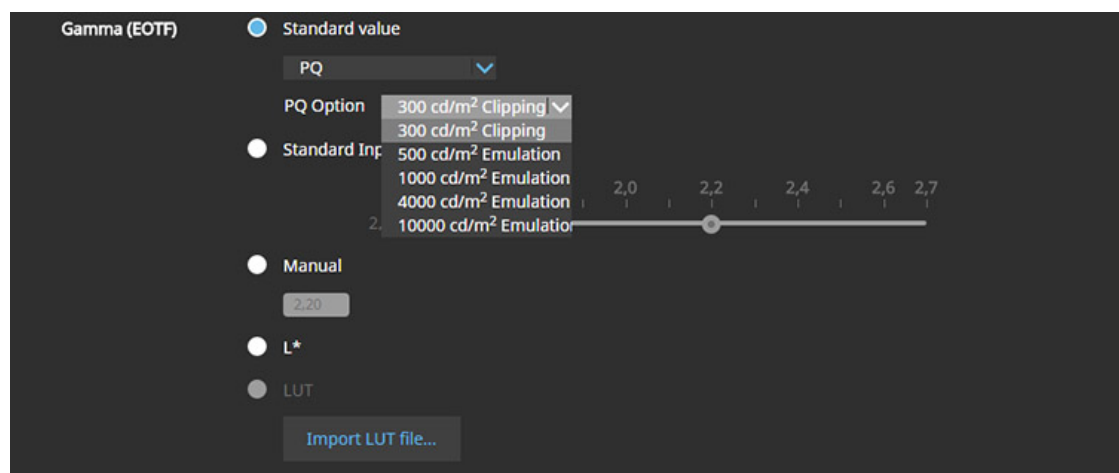 Gamma (EOTF) Standard value
PQ
PQ Option 300 cd/m² Clipping
300 cd/m² Clipping
Standard 500 cd/m² Emulation
1000 cd/m² Emulation
2,0 2,2 2,4 2,6 2,7
4000 cd/m² Emulation
10000 cd/m² Emulation
Manual
2,20
L*
LUT
Import LUT file...